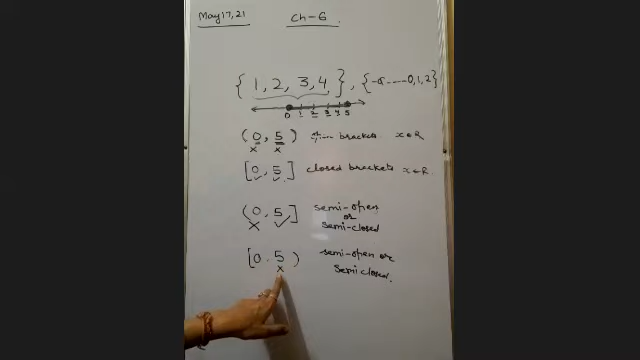 May 17, 21
Ch-6
{ 1, 2, 3, 4 }, { -∞ ---- 0, 1, 2 }
0 1 2 3 4 5
(0, 5) open brackets x ∈ R
x x
[0, 5] closed brackets x ∈ R
✓ ✓
(0, 5] semi-open
or
semi-closed
x ✓
[0, 5) semi-open or
semi closed
x